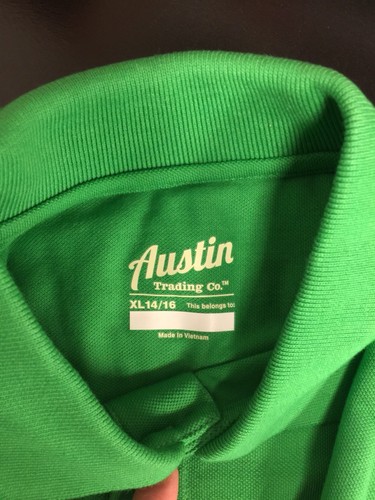 Austin
Trading Co.™
XL14/16 This belongs to:
Made in Vietnam